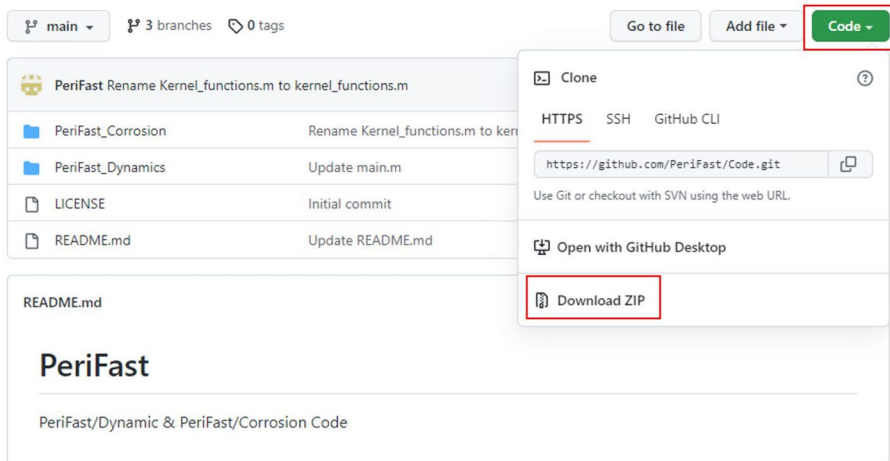 main
3 branches
0 tags
Go to file
Add file
Code
PeriFast Rename Kernel_functions.m to kernel_functions.m
PeriFast_Corrosion
Rename Kernel_functions.m to
PeriFast_Dynamics
Update main.m
LICENSE
Initial commit
README.md
Update README.md
Clone
HTTPS
SSH
GitHub CLI
https://github.com/PeriFast/Code.git
Use Git or checkout with SVN using the web URL.
Open with GitHub Desktop
Download ZIP
README.md
PeriFast
PeriFast/Dynamic & PeriFast/Corrosion Code